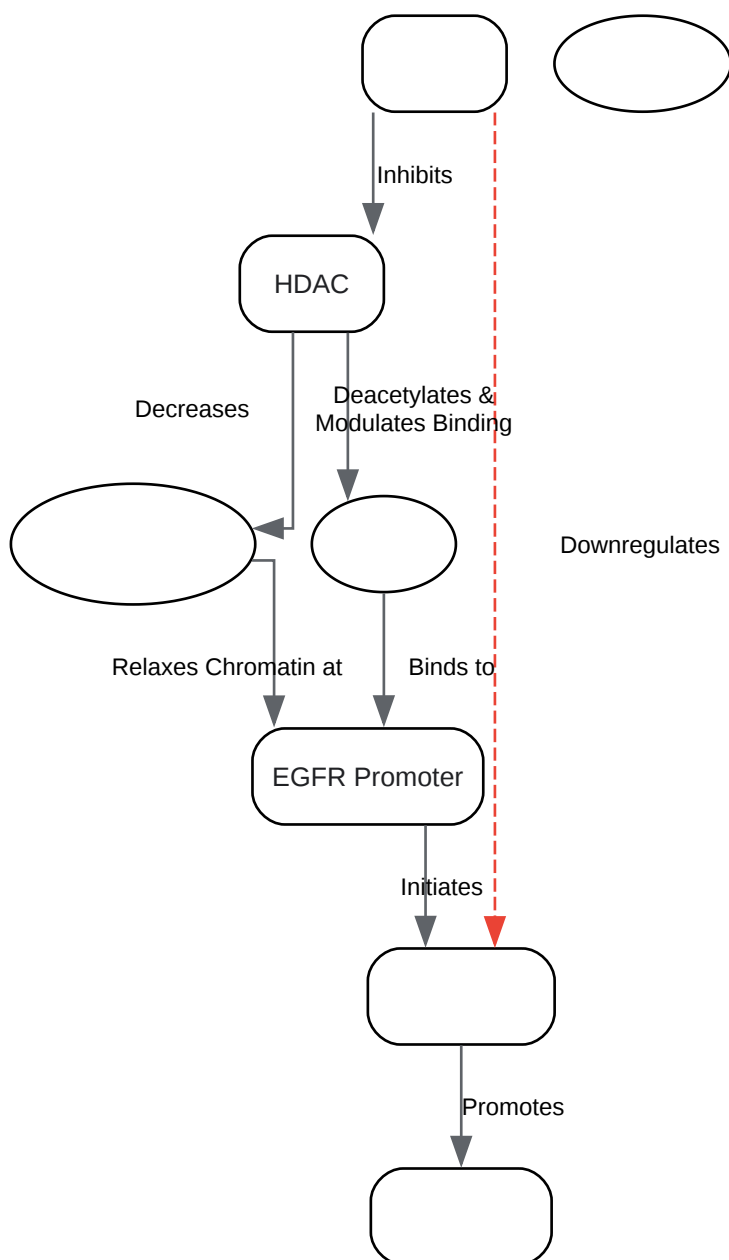 Inhibits
HDAC
Decreases
Deacetylates &
Modulates Binding
Downregulates
Relaxes Chromatin at
Binds to
EGFR Promoter
Initiates
Promotes